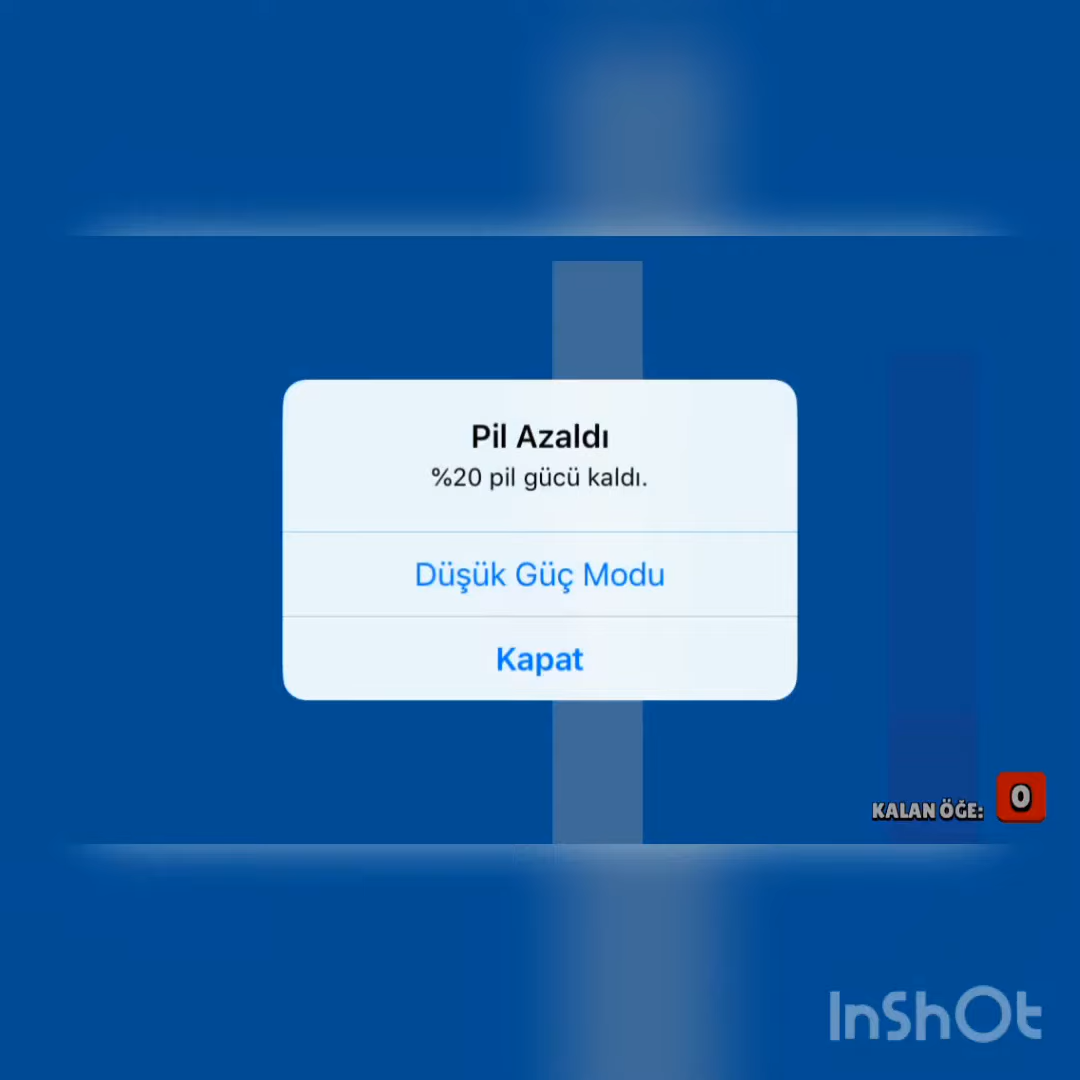 Pil Azaldı
%20 pil gücü kaldı.
Düşük Güç Modu
Kapat
KALAN ÖĞE: 0
InShOt